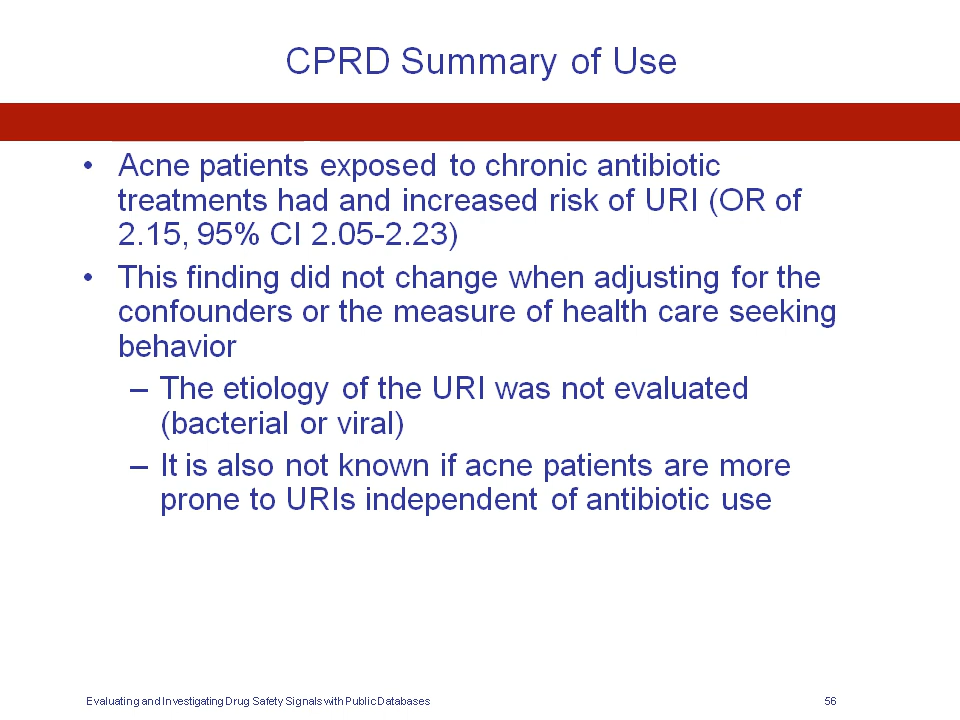 CPRD Summary of Use
• Acne patients exposed to chronic antibiotic
treatments had and increased risk of URI (OR of
2.15, 95% CI 2.05-2.23)
• This finding did not change when adjusting for the
confounders or the measure of health care seeking
behavior
– The etiology of the URI was not evaluated
(bacterial or viral)
– It is also not known if acne patients are more
prone to URIs independent of antibiotic use
Evaluating and Investigating Drug Safety Signals with Public Databases 56